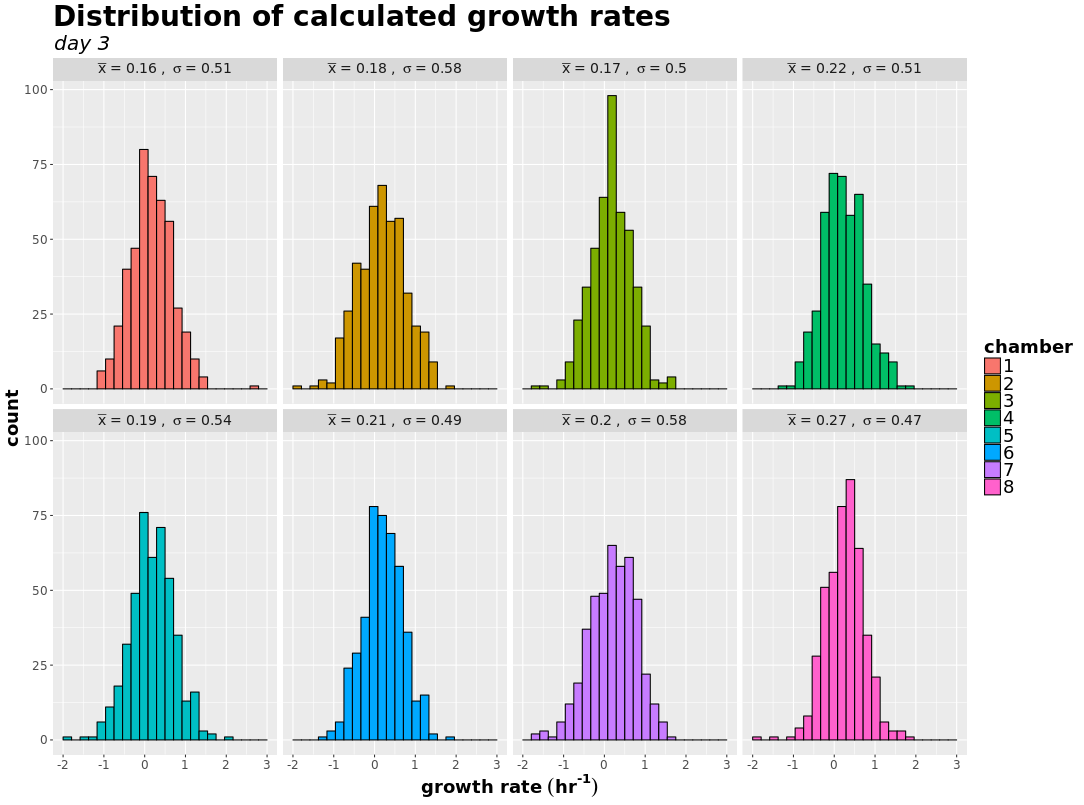 Distribution of calculated growth rates
day 3
x̅ = 0.16 , σ = 0.51
x̅ = 0.18 , σ = 0.58
x̅ = 0.17 , σ = 0.5
x̅ = 0.22 , σ = 0.51
100
75
50
25
0
count
x̅ = 0.19 , σ = 0.54
x̅ = 0.21 , σ = 0.49
x̅ = 0.2 , σ = 0.58
x̅ = 0.27 , σ = 0.47
100
75
50
25
0
-2 -1 0 1 2 3
-2 -1 0 1 2 3
-2 -1 0 1 2 3
-2 -1 0 1 2 3
growth rate (hr⁻¹)
chamber
1
2
3
4
5
6
7
8